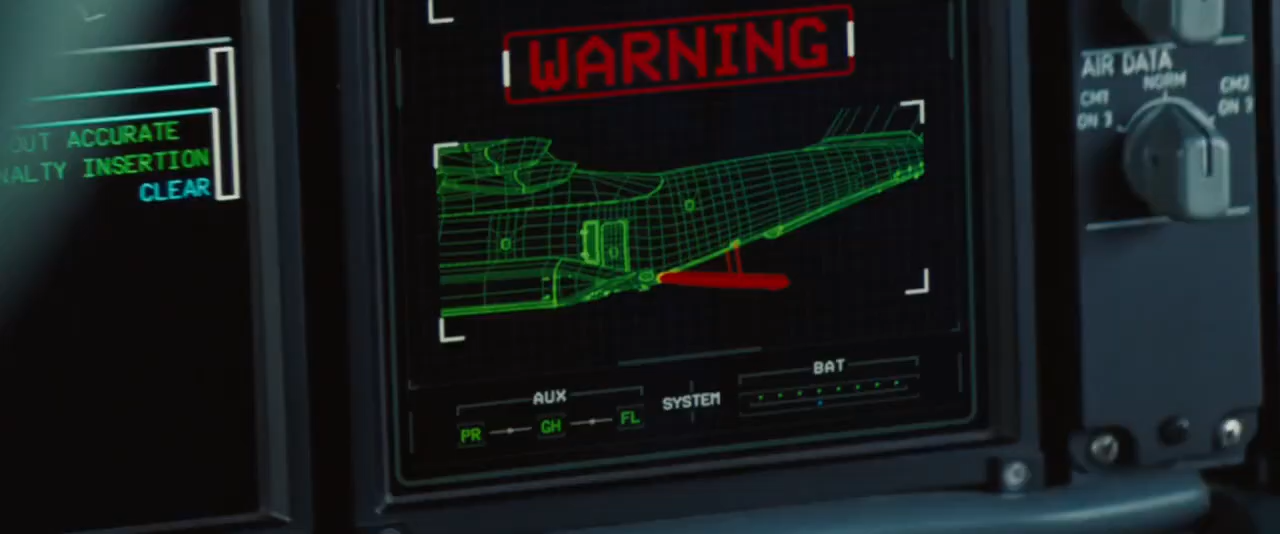 OUT ACCURATE
NALTY INSERTION
CLEAR
WARNING
AUX
PR
GH
FL
SYSTEM
BAT
AIR DATA
NORM
CM1
ON 3
CM2
ON 3